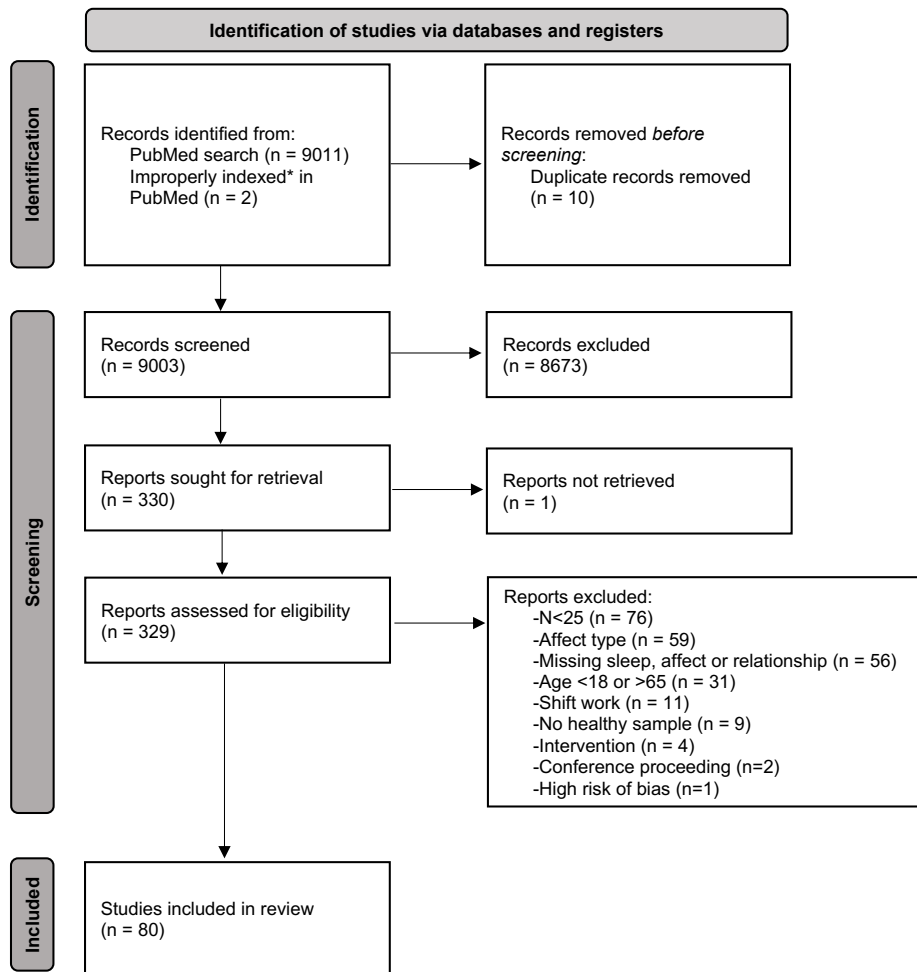 Identification of studies via databases and registers
Identification
Records identified from:
PubMed search (n = 9011)
Improperly indexed* in
PubMed (n = 2)
Records removed before
screening:
Duplicate records removed
(n = 10)
Screening
Records screened
(n = 9003)
Records excluded
(n = 8673)
Reports sought for retrieval
(n = 330)
Reports not retrieved
(n = 1)
Reports assessed for eligibility
(n = 329)
Reports excluded:
-N<25 (n = 76)
-Affect type (n = 59)
-Missing sleep, affect or relationship (n = 56)
-Age <18 or >65 (n = 31)
-Shift work (n = 11)
-No healthy sample (n = 9)
-Intervention (n = 4)
-Conference proceeding (n=2)
-High risk of bias (n=1)
Included
Studies included in review
(n = 80)